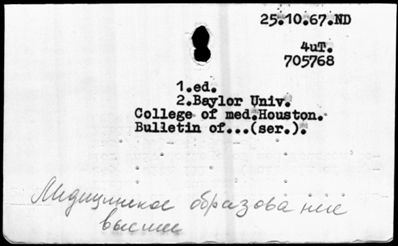 25.10.67.ND
4uT.
705768
1.ed.
2.Baylor Univ.
College of med.Houston.
Bulletin of...(ser.).
Медицинское образование
высшее